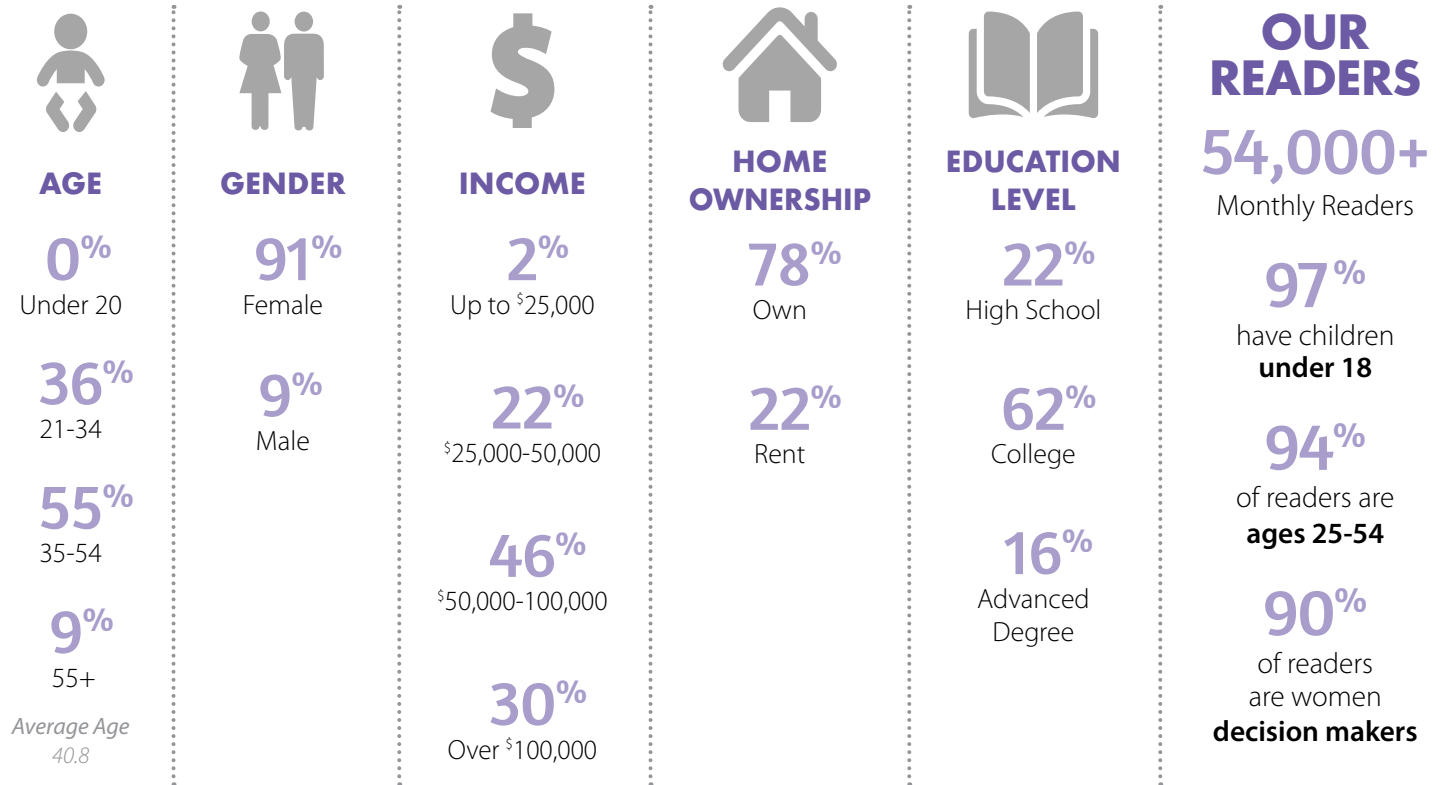 AGE
0%
Under 20
36%
21-34
55%
35-54
9%
55+
Average Age
40.8
GENDER
91%
Female
9%
Male
$
INCOME
2%
Up to $25,000
22%
$25,000-50,000
46%
$50,000-100,000
30%
Over $100,000
HOME
OWNERSHIP
78%
Own
22%
Rent
EDUCATION
LEVEL
22%
High School
62%
College
16%
Advanced
Degree
OUR
READERS
54,000+
Monthly Readers
97%
have children
under 18
94%
of readers are
ages 25-54
90%
of readers
are women
decision makers